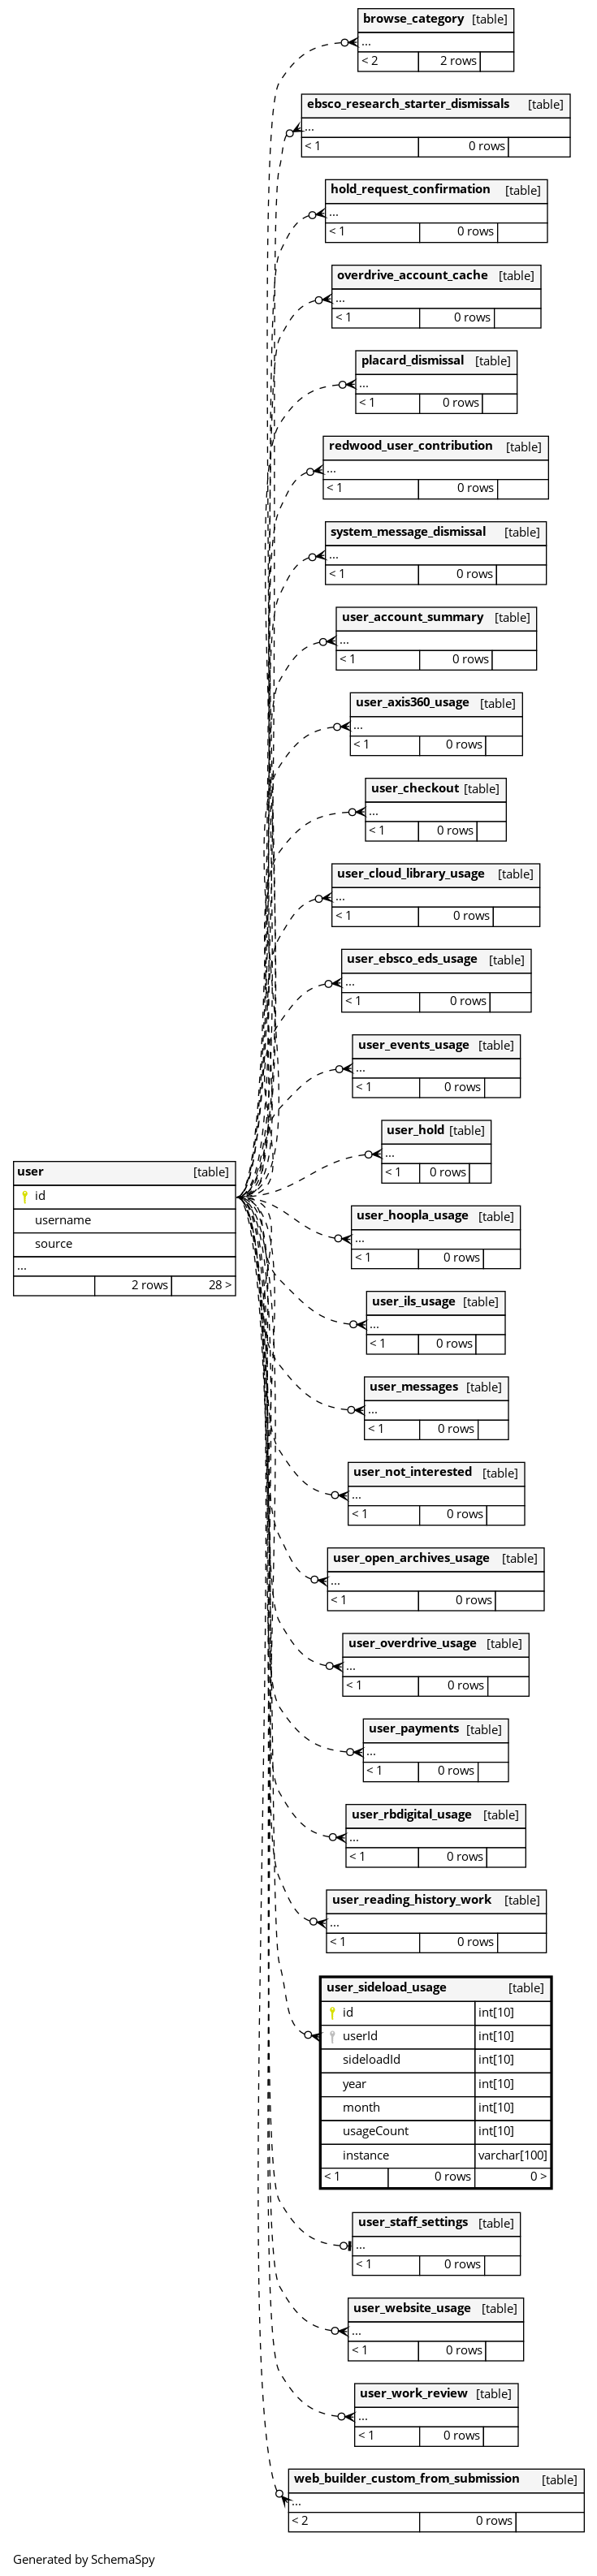 browse_category [table]
...
< 2 2 rows
ebsco_research_starter_dismissals [table]
...
< 1 0 rows
hold_request_confirmation [table]
...
< 1 0 rows
overdrive_account_cache [table]
...
< 1 0 rows
placard_dismissal [table]
...
< 1 0 rows
redwood_user_contribution [table]
...
< 1 0 rows
system_message_dismissal [table]
...
< 1 0 rows
user_account_summary [table]
...
< 1 0 rows
user_axis360_usage [table]
...
< 1 0 rows
user_checkout [table]
...
< 1 0 rows
user_cloud_library_usage [table]
...
< 1 0 rows
user_ebsco_eds_usage [table]
...
< 1 0 rows
user_events_usage [table]
...
< 1 0 rows
user_hold [table]
...
< 1 0 rows
user [table]
id
username
source
...
2 rows 28 >
user_hoopla_usage [table]
...
< 1 0 rows
user_ils_usage [table]
...
< 1 0 rows
user_messages [table]
...
< 1 0 rows
user_not_interested [table]
...
< 1 0 rows
user_open_archives_usage [table]
...
< 1 0 rows
user_overdrive_usage [table]
...
< 1 0 rows
user_payments [table]
...
< 1 0 rows
user_rbdigital_usage [table]
...
< 1 0 rows
user_reading_history_work [table]
...
< 1 0 rows
user_sideload_usage [table]
id int[10]
userId int[10]
sideloadId int[10]
year int[10]
month int[10]
usageCount int[10]
instance varchar[100]
< 1 0 rows 0 >
user_staff_settings [table]
...
< 1 0 rows
user_website_usage [table]
...
< 1 0 rows
user_work_review [table]
...
< 1 0 rows
web_builder_custom_from_submission [table]
...
< 2 0 rows
Generated by SchemaSpy